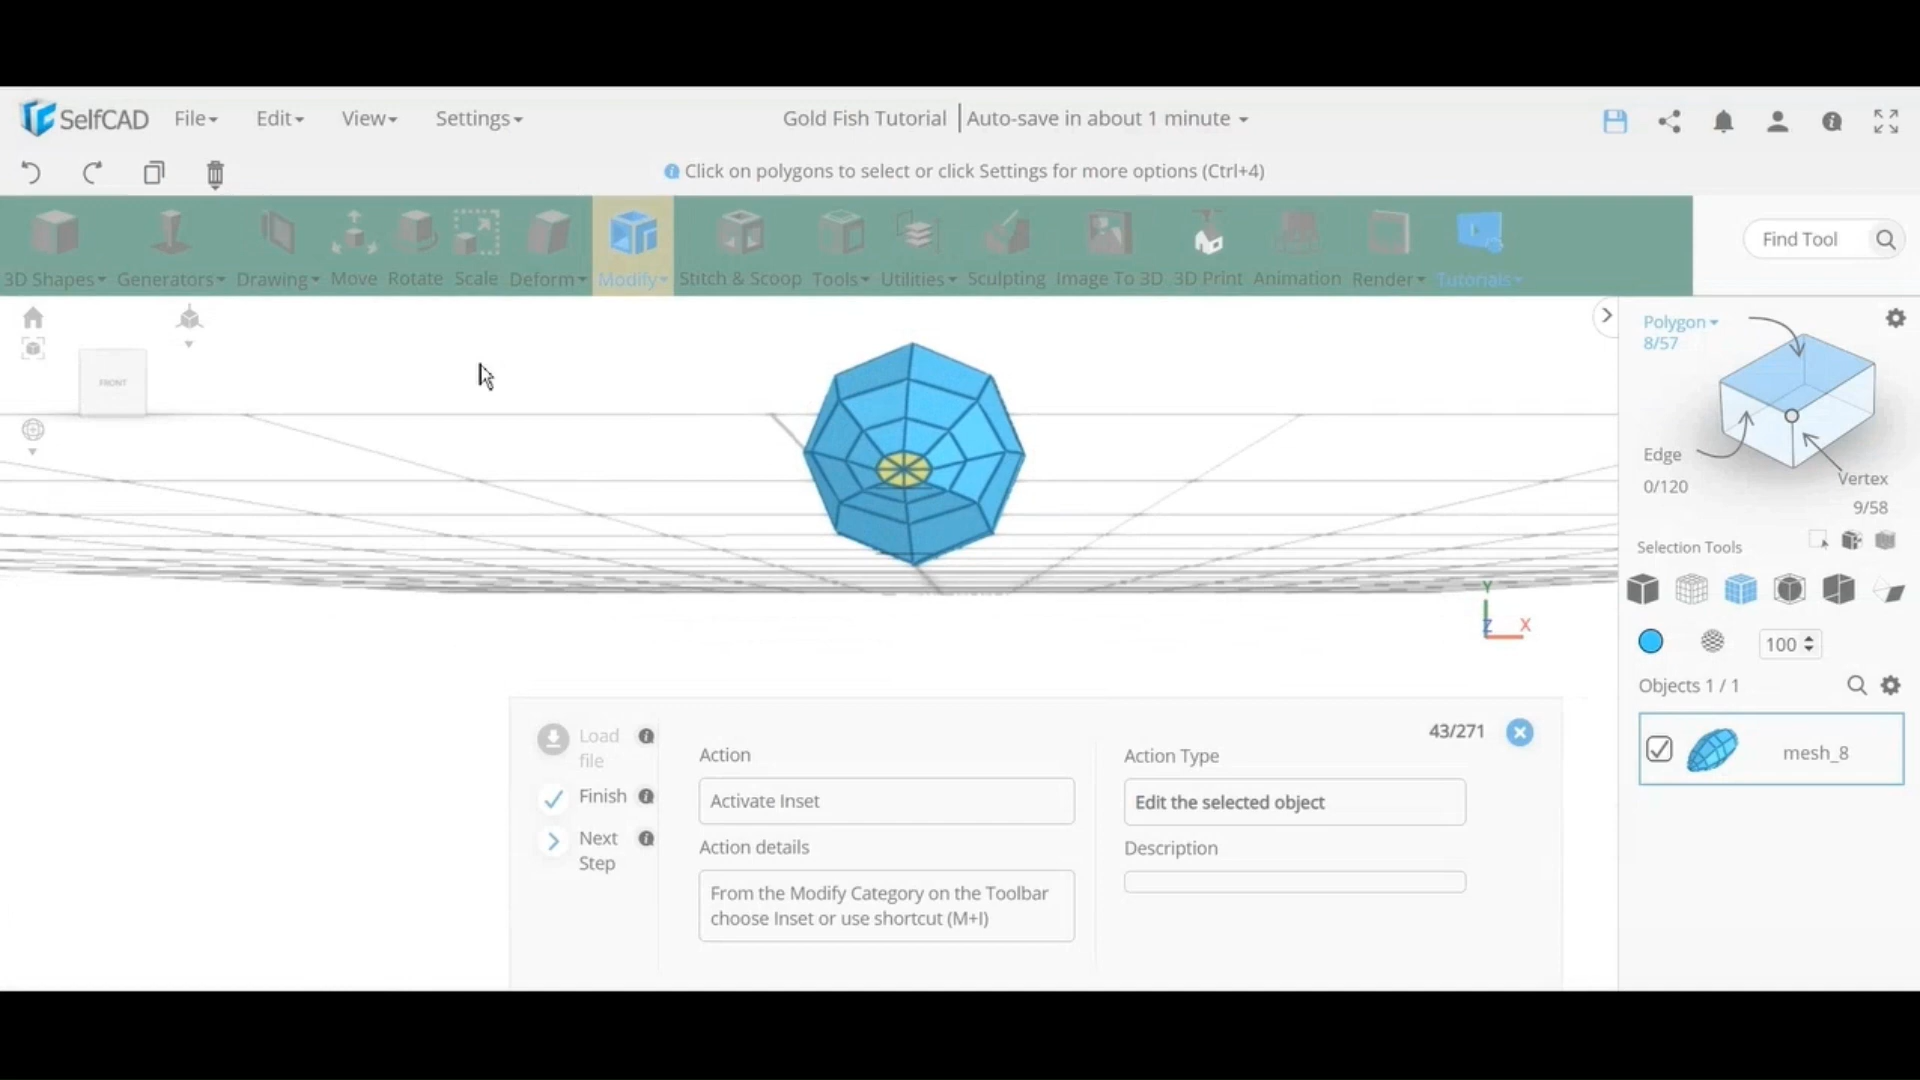 SelfCAD File Edit View Settings Gold Fish Tutorial Auto-save in about 1 minute
Click on polygons to select or click Settings for more options (Ctrl+4)
3D Shapes Generators Drawing Move Rotate Scale Deform Modify Stitch & Scoop Tools Utilities Sculpting Image To 3D 3D Print Animation Render Tutorials
Find Tool
FRONT
Polygon
8/57
Edge
0/120
Vertex
9/58
Selection Tools
Y
Z X
100
Objects 1 / 1
mesh_8
43/271
Load
file
Finish
Next
Step
Action
Activate Inset
Action details
From the Modify Category on the Toolbar
choose Inset or use shortcut (M+I)
Action Type
Edit the selected object
Description